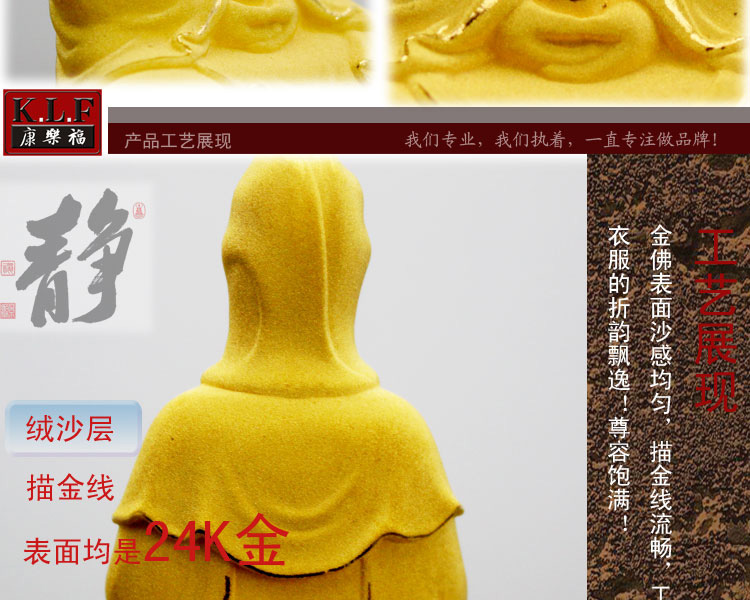 K.L.F
康樂福
产品工艺展现
我们专业，我们执着，一直专注做品牌！
静
绒沙层
描金线
表面均是24K金
工艺展现
金佛表面沙感均匀，描金线流畅，工
衣服的折韵飘逸！尊容饱满！